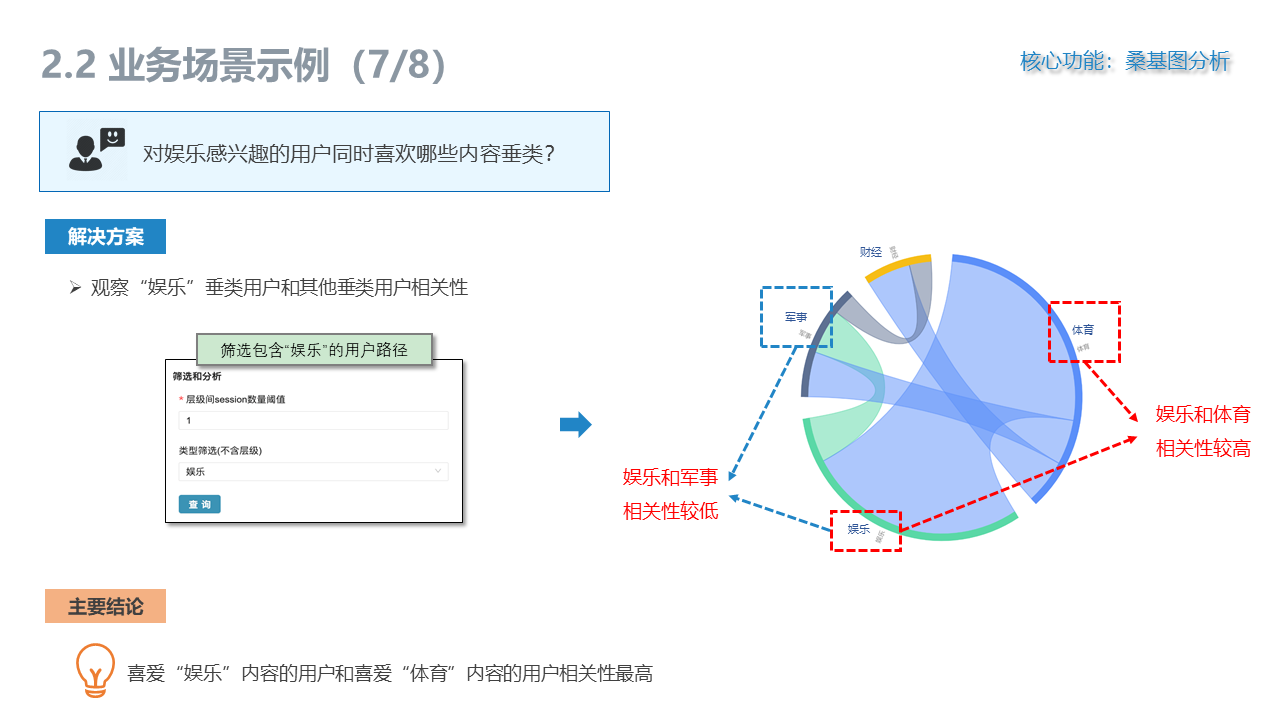 2.2 业务场景示例（7/8）
核心功能：桑基图分析
对娱乐感兴趣的用户同时喜欢哪些内容垂类？
解决方案
观察“娱乐”垂类用户和其他垂类用户相关性
筛选包含“娱乐”的用户路径
筛选和分析
* 层级间session数量阈值
1
类型筛选(不含层级)
娱乐
查 询
财经
财经
军事
军事
体育
体育
娱乐
娱乐
娱乐和体育
相关性较高
娱乐和军事
相关性较低
主要结论
喜爱“娱乐”内容的用户和喜爱“体育”内容的用户相关性最高